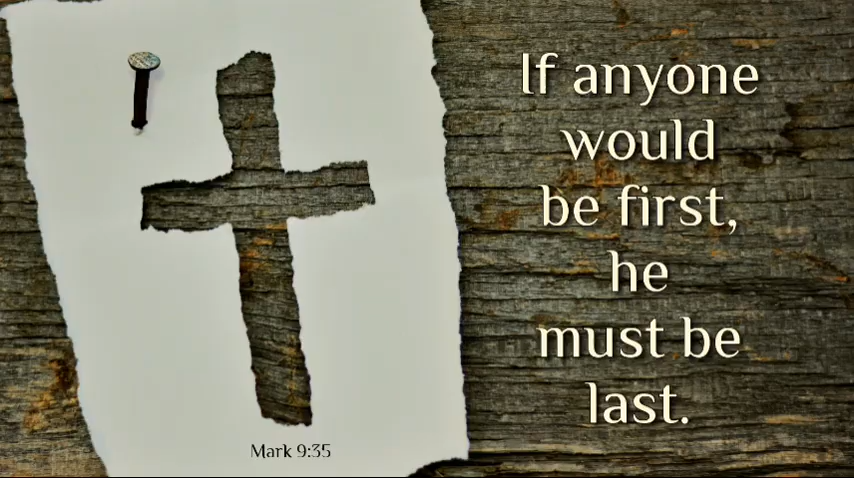 If anyone
would
be first,
he
must be
last.
Mark 9:35